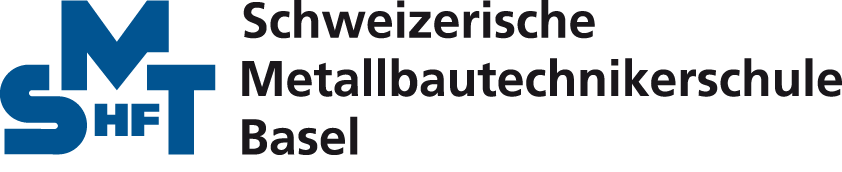 SMT HF
Schweizerische
Metallbautechnikerschule
Basel